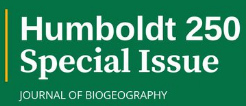 Humboldt 250
Special Issue
JOURNAL OF BIOGEOGRAPHY